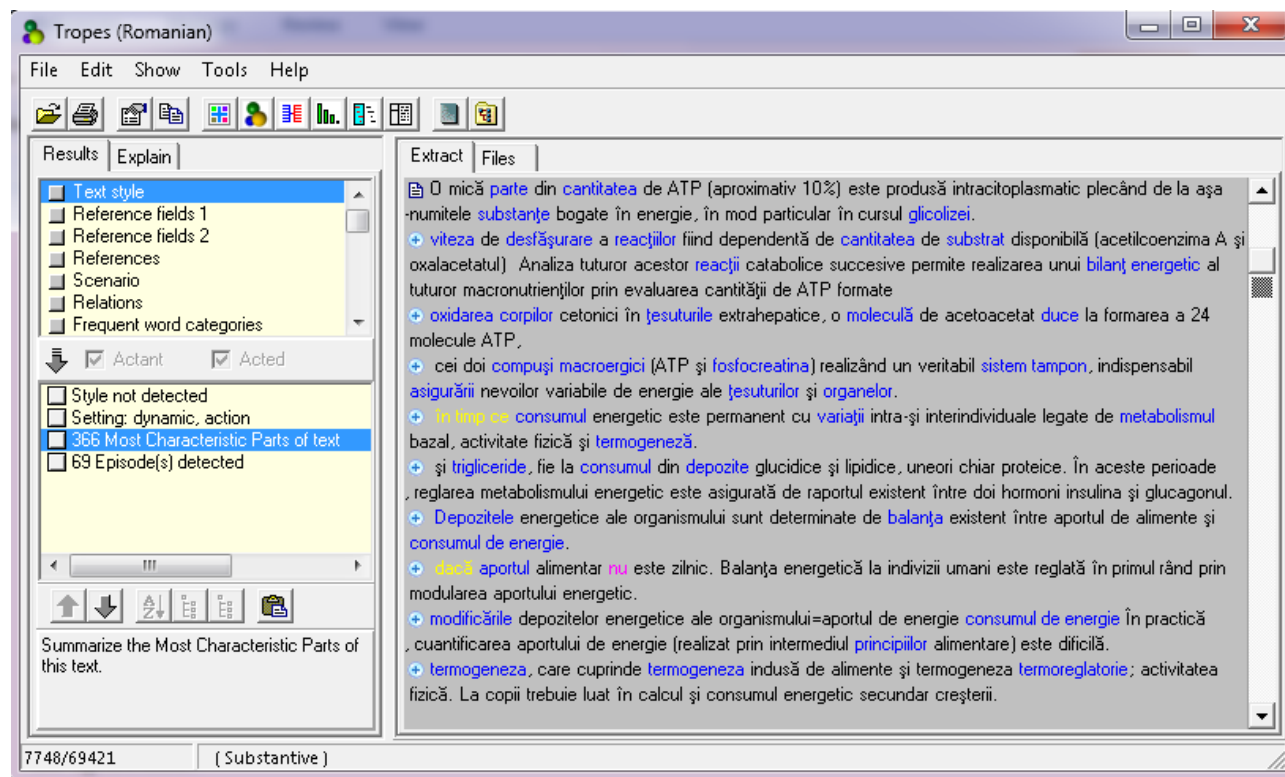 Tropes (Romanian)
File Edit Show Tools Help
Results Explain
Text style
Reference fields 1
Reference fields 2
References
Scenario
Relations
Frequent word categories
Actant Acted
Style not detected
Setting: dynamic, action
366 Most Characteristic Parts of text
69 Episode(s) detected
Summarize the Most Characteristic Parts of
this text.
Extract Files
O mică parte din cantitatea de ATP (aproximativ 10%) este produsă intracitoplasmatic plecând de la aşa
-numitele substanţe bogate în energie, în mod particular în cursul glicolizei.
viteza de desfăşurare a reacţiilor fiind dependentă de cantitatea de substrat disponibilă (acetilcoenzima A şi
oxalacetatul) Analiza tuturor acestor reacţii catabolice succesive permite realizarea unui bilanţ energetic al
tuturor macronutrienţilor prin evaluarea cantităţii de ATP formate
oxidarea corpilor cetonici în ţesuturile extrahepatice, o moleculă de acetoacetat duce la formarea a 24
molecule ATP,
cei doi compuşi macroergici (ATP şi fosfocreatina) realizând un veritabil sistem tampon, indispensabil
asigurării nevoilor variabile de energie ale ţesuturilor şi organelor.
în timp ce consumul energetic este permanent cu variaţii intra-şi interindividuale legate de metabolismul
bazal, activitate fizică şi termogeneză.
şi trigliceride, fie la consumul din depozite glucidice şi lipidice, uneori chiar proteice. În aceste perioade
, reglarea metabolismului energetic este asigurată de raportul existent între doi hormoni insulina şi glucagonul.
Depozitele energetice ale organismului sunt determinate de balanţa existent între aportul de alimente şi
consumul de energie.
dacă aportul alimentar nu este zilnic. Balanţa energetică la indivizii umani este reglată în primul rând prin
modularea aportului energetic.
modificările depozitelor energetice ale organismului=aportul de energie consumul de energie În practică
, cuantificarea aportului de energie (realizat prin intermediul principiilor alimentare) este dificilă.
termogeneza, care cuprinde termogeneza indusă de alimente şi termogeneza termoreglatorie; activitatea
fizică. La copii trebuie luat în calcul şi consumul energetic secundar creşterii.
7748/69421 ( Substantive )